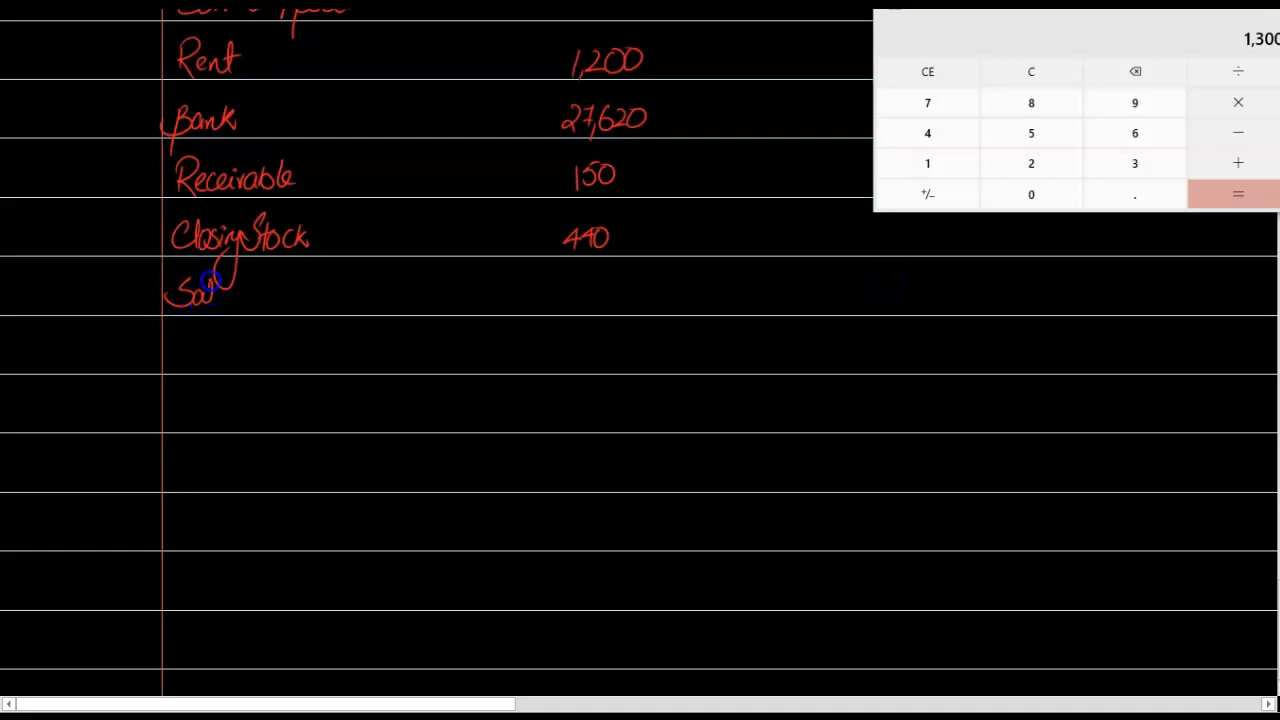 Rent 1,200
Bank 27,620
Receivable 150
Closing Stock 440
1,300
CE C ⌫ ÷
7 8 9 ×
4 5 6 −
1 2 3 +
+/− 0 . =